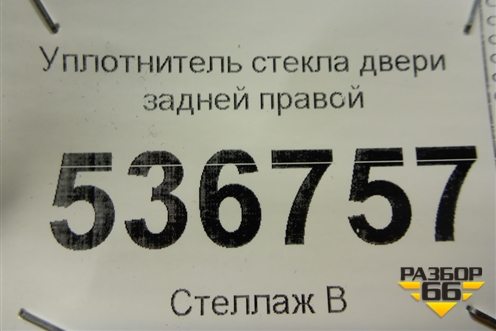 Уплотнитель стекла двери
задней правой
536757
Стеллаж В
РАЗБОР
66